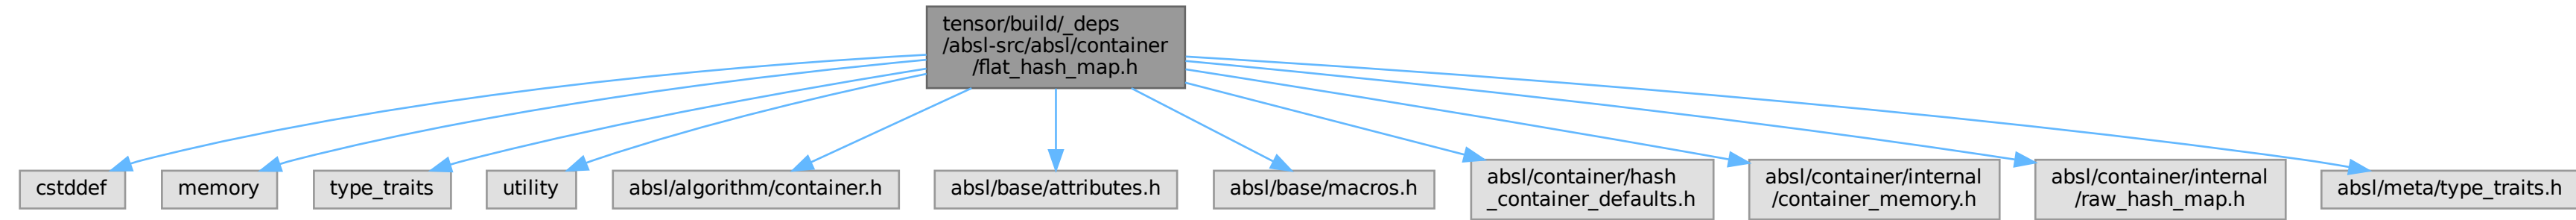 tensor/build/_deps
/absl-src/absl/container
/flat_hash_map.h
cstddef
memory
type_traits
utility
absl/algorithm/container.h
absl/base/attributes.h
absl/base/macros.h
absl/container/hash
_container_defaults.h
absl/container/internal
/container_memory.h
absl/container/internal
/raw_hash_map.h
absl/meta/type_traits.h